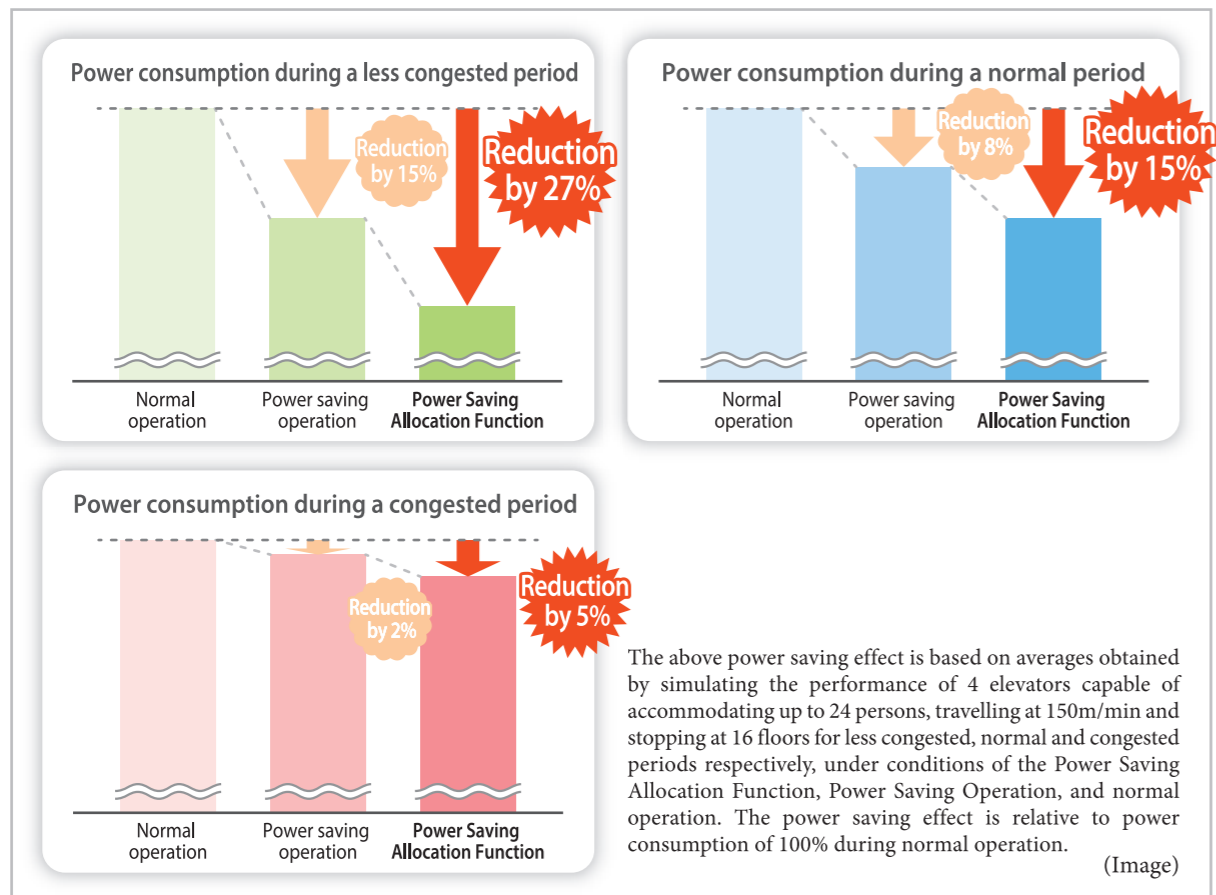 Power consumption during a less congested period
Reduction
by 15%
Reduction
by 27%
Normal
operation
Power saving
operation
Power Saving
Allocation Function
Power consumption during a normal period
Reduction
by 8%
Reduction
by 15%
Normal
operation
Power saving
operation
Power Saving
Allocation Function
Power consumption during a congested period
Reduction
by 2%
Reduction
by 5%
Normal
operation
Power saving
operation
Power Saving
Allocation Function
The above power saving effect is based on averages obtained
by simulating the performance of 4 elevators capable of
accommodating up to 24 persons, travelling at 150m/min and
stopping at 16 floors for less congested, normal and congested
periods respectively, under conditions of the Power Saving
Allocation Function, Power Saving Operation, and normal
operation. The power saving effect is relative to power
consumption of 100% during normal operation.
(Image)